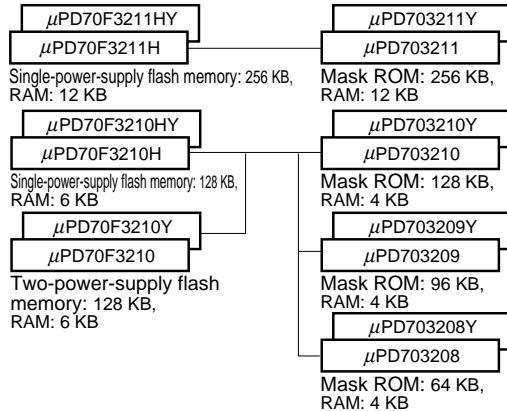 μPD70F3211HY
μPD70F3211H
Single-power-supply flash memory: 256 KB,
RAM: 12 KB
μPD703211Y
μPD703211
Mask ROM: 256 KB,
RAM: 12 KB
μPD70F3210HY
μPD70F3210H
Single-power-supply flash memory: 128 KB,
RAM: 6 KB
μPD703210Y
μPD703210
Mask ROM: 128 KB,
RAM: 4 KB
μPD70F3210Y
μPD70F3210
Two-power-supply flash
memory: 128 KB,
RAM: 6 KB
μPD703209Y
μPD703209
Mask ROM: 96 KB,
RAM: 4 KB
μPD703208Y
μPD703208
Mask ROM: 64 KB,
RAM: 4 KB